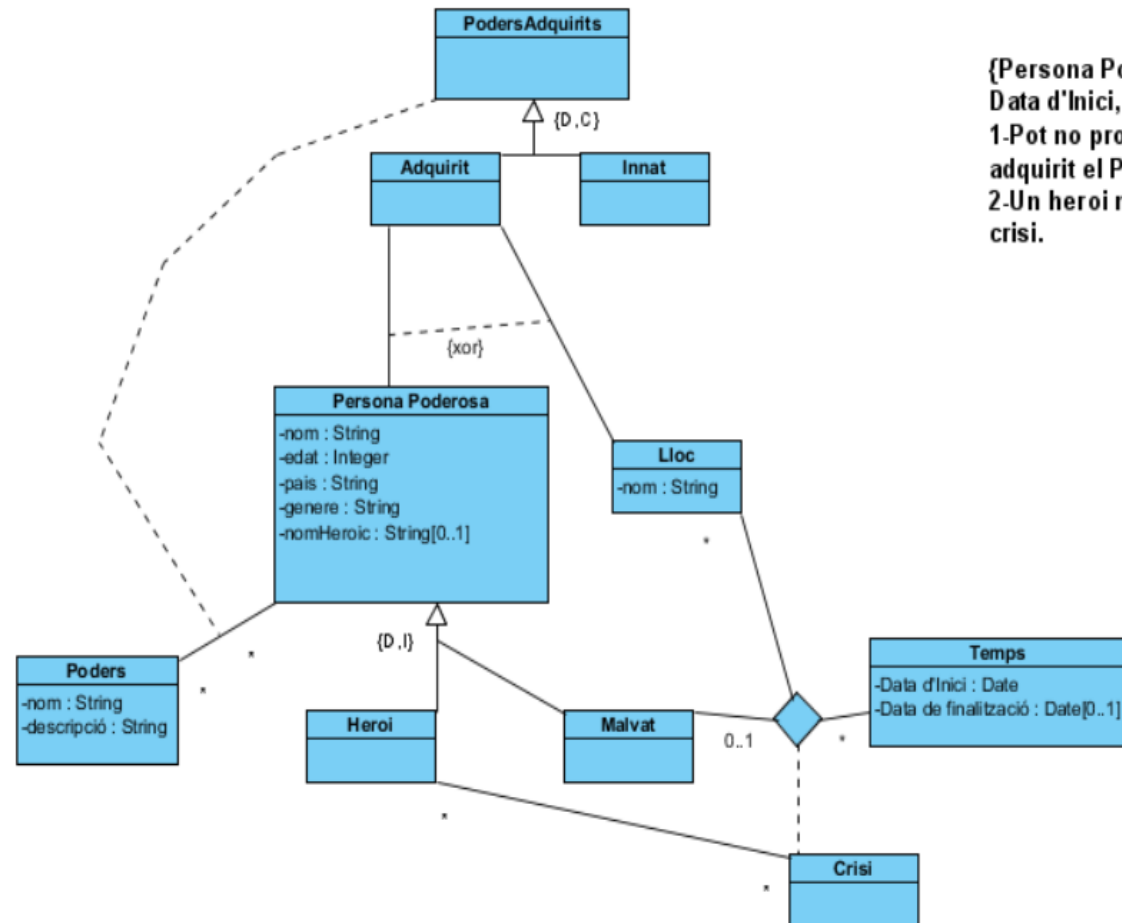 PodersAdquirits
{D,C}
Adquirit
Innat
{Persona Po
Data d'Inici,
1-Pot no pro
adquirit el P
2-Un heroi
crisi.
{xor}
Persona Poderosa
-nom : String
-edat : Integer
-pais : String
-genere : String
-nomHeroic : String[0..1]
Lloc
-nom : String
*
{D,I}
*
*
Poders
-nom : String
-descripció : String
Heroi
Malvat
0..1
*
Temps
-Data d'Inici : Date
-Data de finalització : Date[0..1]
*
*
Crisi